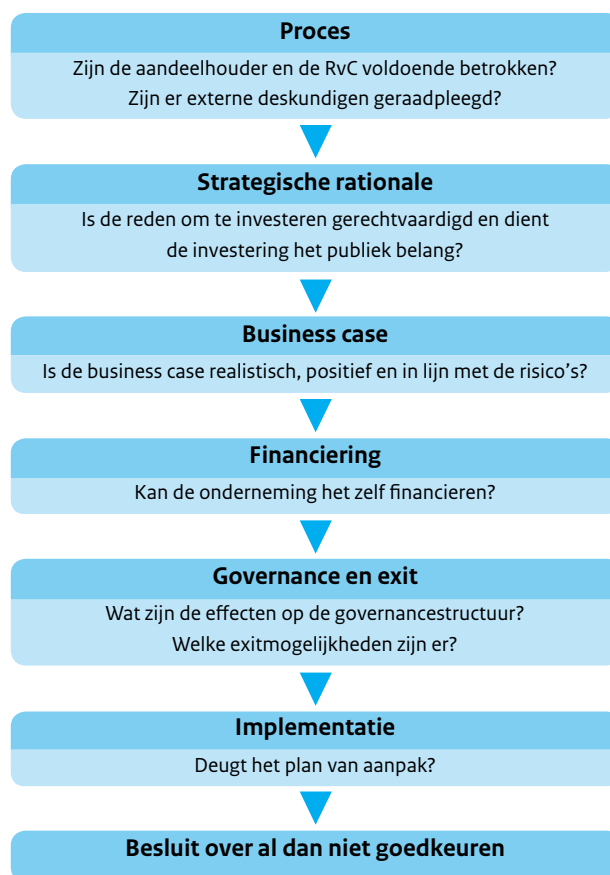 Proces
Zijn de aandeelhouder en de RvC voldoende betrokken?
Zijn er externe deskundigen geraadpleegd?
Strategische rationale
Is de reden om te investeren gerechtvaardigd en dient
de investering het publiek belang?
Business case
Is de business case realistisch, positief en in lijn met de risico's?
Financiering
Kan de onderneming het zelf financieren?
Governance en exit
Wat zijn de effecten op de governancestructuur?
Welke exitmogelijkheden zijn er?
Implementatie
Deugt het plan van aanpak?
Besluit over al dan niet goedkeuren